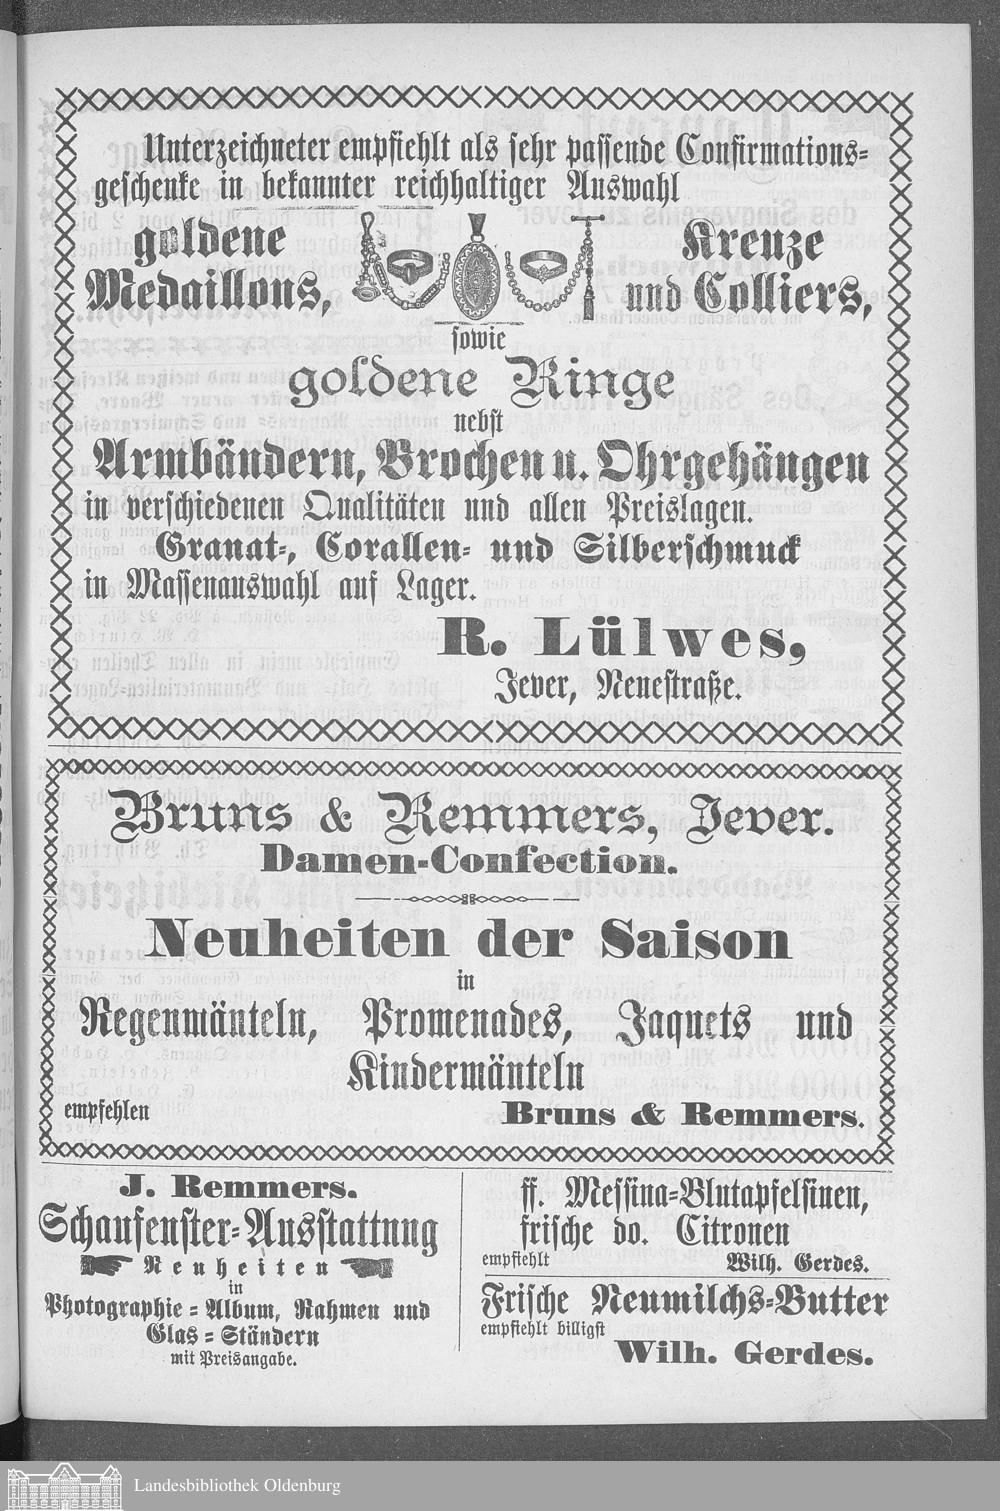 Unterzeichneter empfiehlt als sehr passende Confirmations-
geschenke in bekannter reichhaltiger Auswahl
goldene
Medaillons,
Kreuze
und Colliers,
sowie
goldene Ringe
nebst
Armbändern, Brochen u. Ohrgehängen
in verschiedenen Qualitäten und allen Preislagen.
Granat-, Corallen- und Silberschmuck
in Massenauswahl auf Lager.
R. Lülwes,
Jever, Neuestraße.
Bruns & Remmers, Jever.
Damen-Confection.
Neuheiten der Saison
in
Regenmänteln, Promenades, Jaquets und
Kindermänteln
empfehlen
Bruns & Remmers.
J. Remmers.
Schaufenster-Ausstattung
Neuheiten
in
Photographie-Album, Rahmen und
Glas-Ständern
mit Preisangabe.
ff. Messina-Blutapfelsinen,
frische do. Citronen
empfiehlt Wilh. Gerdes.
Frische Neumilchs-Butter
empfiehlt billigst
Wilh. Gerdes.
Landesbibliothek Oldenburg